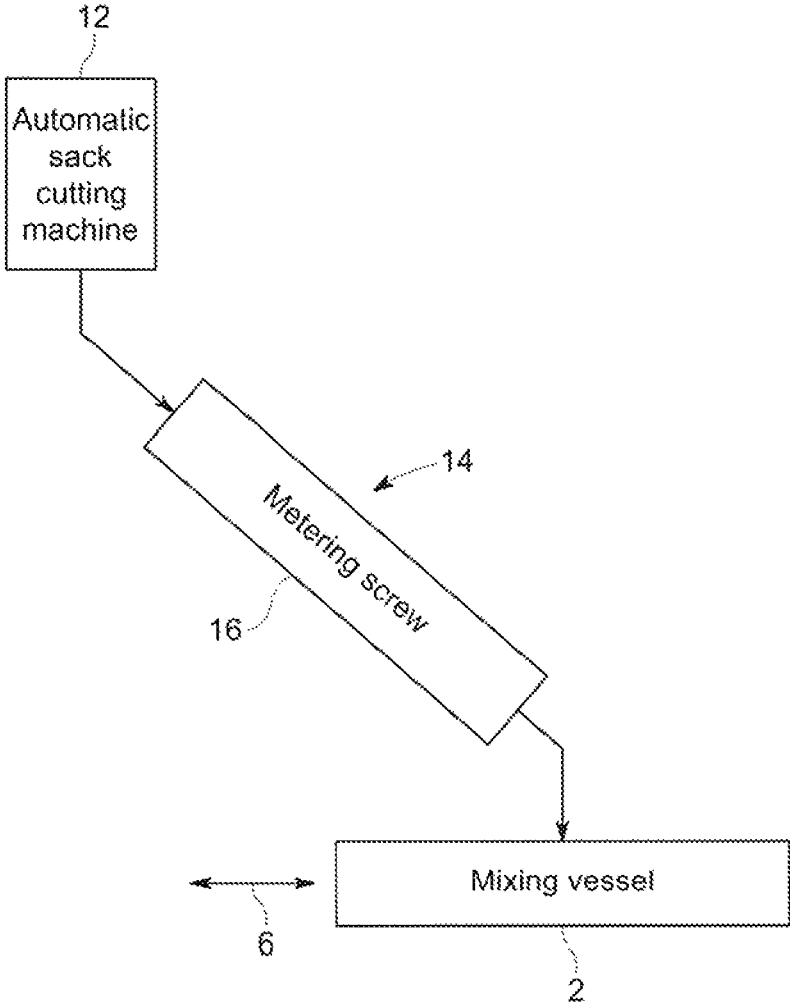 12
Automatic
sack
cutting
machine
14
Metering screw
16
Mixing vessel
6
2